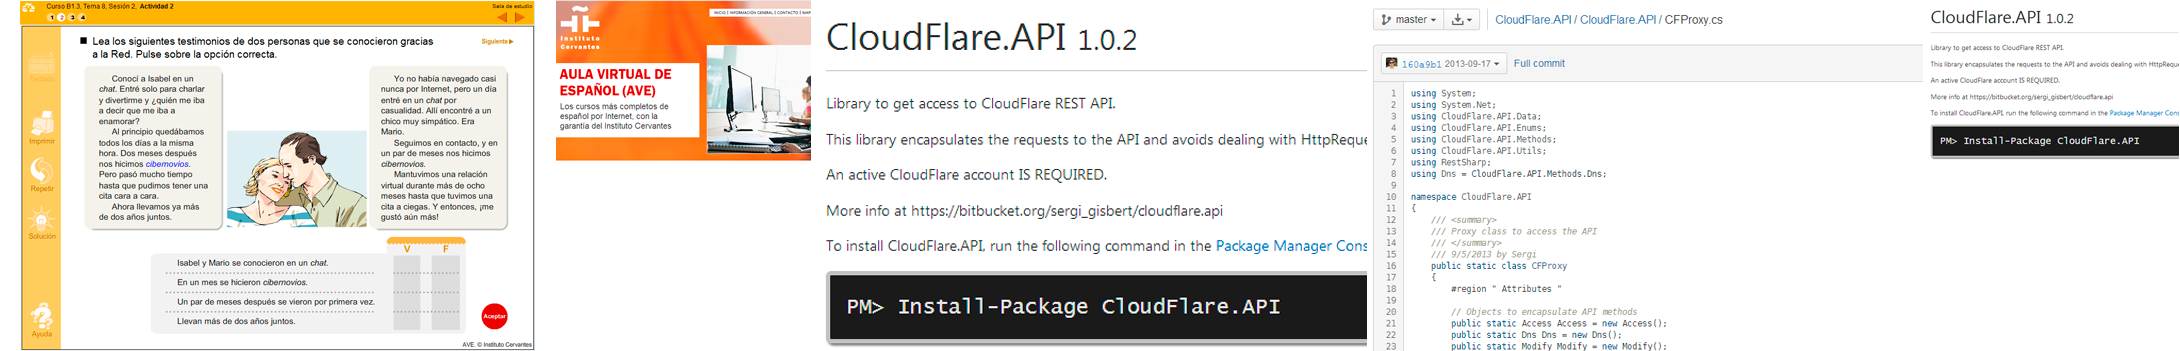 Curso B1.3, Tema 8, Sesión 2, Actividad 2
Sala de estudio
1 2 3 4
Lea los siguientes testimonios de dos personas que se conocieron gracias
a la Red. Pulse sobre la opción correcta.
Siguiente
Imprimir
Repetir
Solución
Ayuda
Conocí a Isabel en un
chat. Entré solo para charlar
y divertirme y ¿quién me iba
a decir que me iba a
enamorar?
Al principio quedábamos
todos los días a la misma
hora. Dos meses después
nos hicimos cibernovios.
Pero pasó mucho tiempo
hasta que pudimos tener una
cita cara a cara.
Ahora llevamos ya más
de dos años juntos.
Yo no había navegado casi
nunca por Internet, pero un día
entré en un chat por
casualidad. Allí encontré a un
chico muy simpático. Era
Mario.
Seguimos en contacto, y en
un par de meses nos hicimos
cibernovios.
Mantuvimos una relación
virtual durante más de ocho
meses hasta que tuvimos una
cita a ciegas. Y entonces, ¡me
gustó aún más!
V F
Isabel y Mario se conocieron en un chat.
En un mes se hicieron cibernovios.
Un par de meses después se vieron por primera vez.
Llevan más de dos años juntos.
Aceptar
AVE. © Instituto Cervantes
Instituto
Cervantes
INICIO | INFORMACIÓN GENERAL | CONTACTO | MAP
AULA VIRTUAL DE
ESPAÑOL (AVE)
Los cursos más completos de
español por Internet, con la
garantía del Instituto Cervantes
CloudFlare.API 1.0.2
Library to get access to CloudFlare REST API.
This library encapsulates the requests to the API and avoids dealing with HttpReque
An active CloudFlare account IS REQUIRED.
More info at https://bitbucket.org/sergi_gisbert/cloudflare.api
To install CloudFlare.API, run the following command in the Package Manager Cons
PM> Install-Package CloudFlare.API
master
CloudFlare.API / CloudFlare.API / CFProxy.cs
160a9b1 2013-09-17 Full commit
1 using System;
2 using System.Net;
3 using CloudFlare.API.Data;
4 using CloudFlare.API.Enums;
5 using CloudFlare.API.Methods;
6 using CloudFlare.API.Utils;
7 using RestSharp;
8 using Dns = CloudFlare.API.Methods.Dns;
9
10 namespace CloudFlare.API
11 {
12 /// <summary>
13 /// Proxy class to access the API
14 /// </summary>
15 /// 9/5/2013 by Sergi
16 public static class CFProxy
17 {
18 #region " Attributes "
19
20 // Objects to encapsulate API methods
21 public static Access Access = new Access();
22 public static Dns Dns = new Dns();
23 public static Modify Modify = new Modify();
CloudFlare.API 1.0.2
Library to get access to CloudFlare REST API.
This library encapsulates the requests to the API and avoids dealing with HttpReque
An active CloudFlare account IS REQUIRED.
More info at https://bitbucket.org/sergi_gisbert/cloudflare.api
To install CloudFlare.API, run the following command in the Package Manager Cons
PM> Install-Package CloudFlare.API